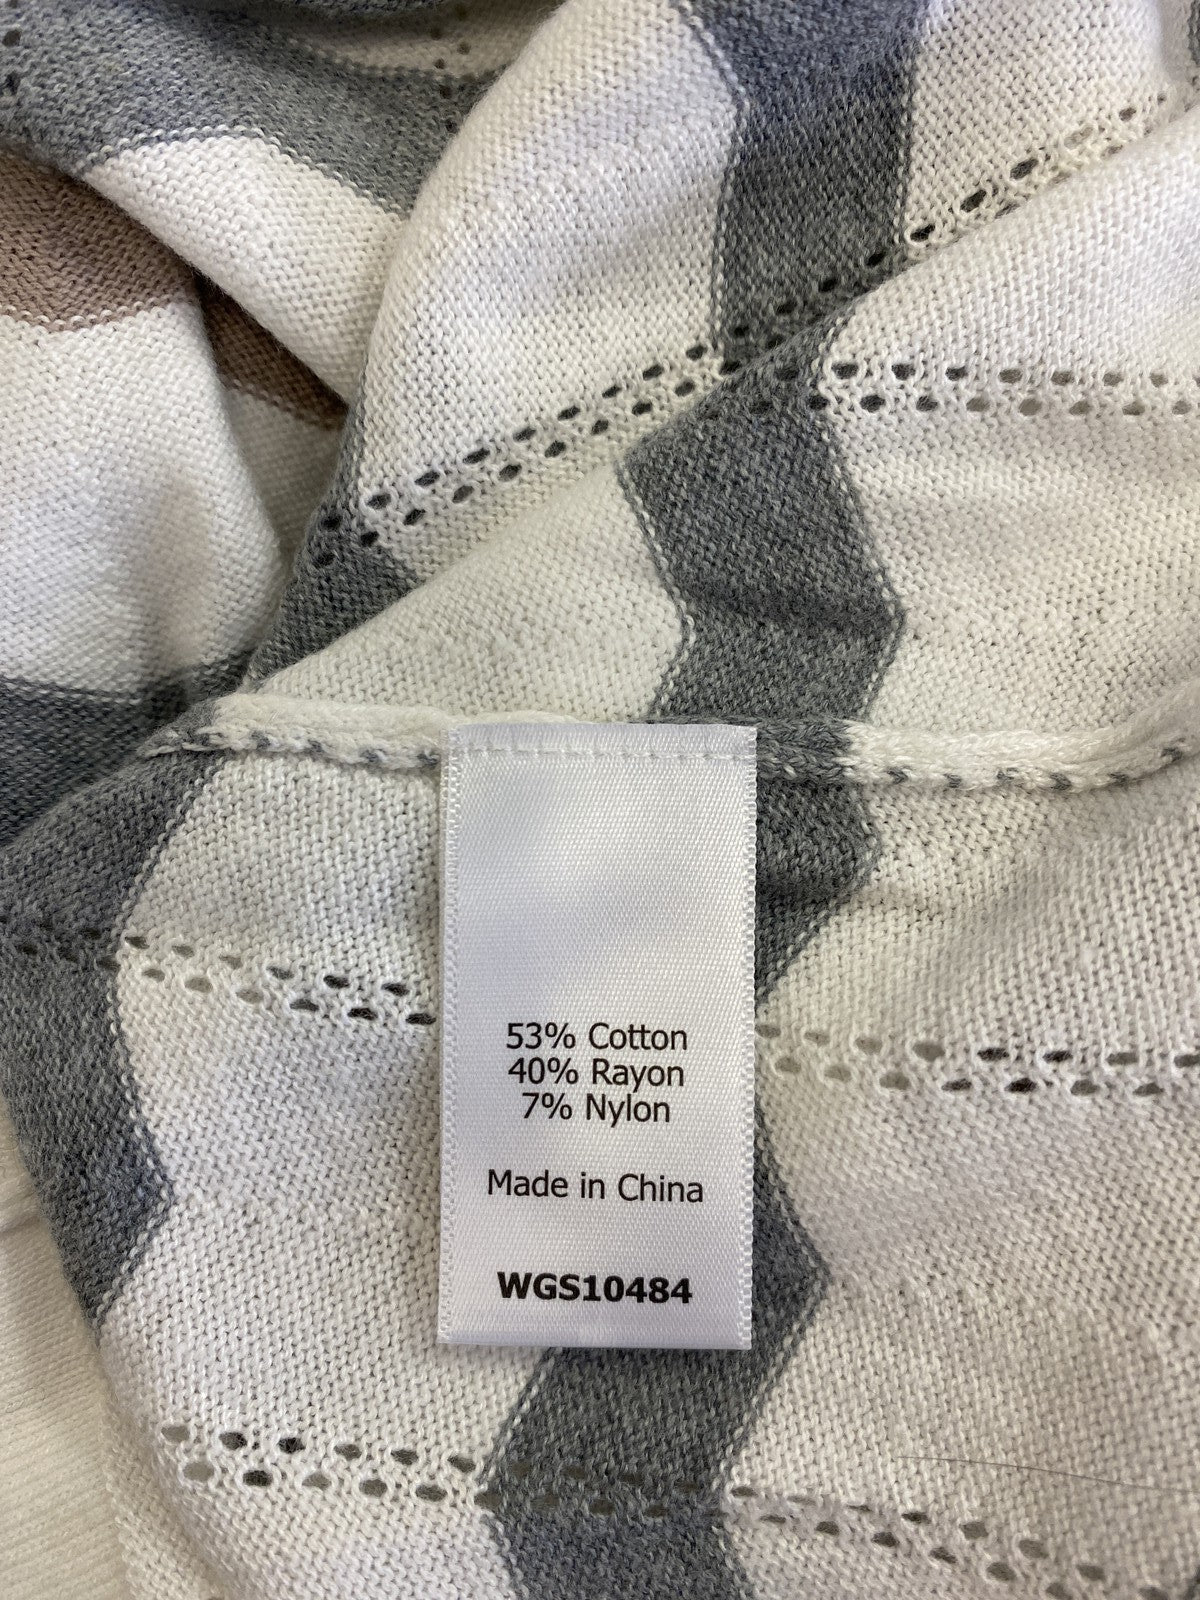 53% Cotton
40% Rayon
7% Nylon
Made in China
WGS10484